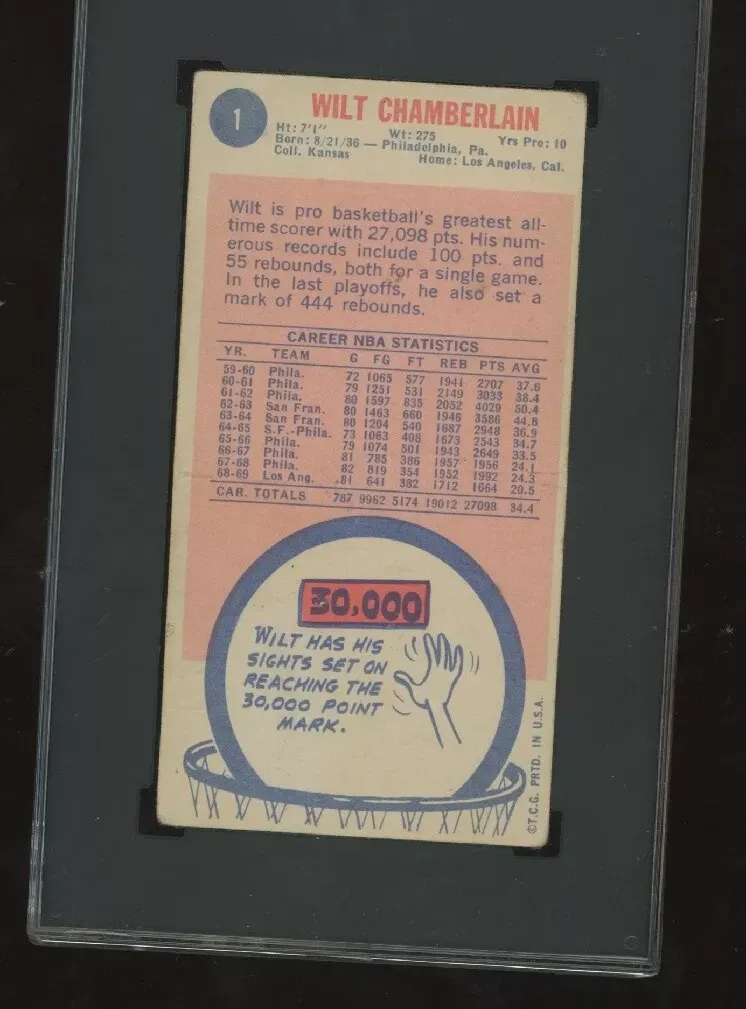 1
WILT CHAMBERLAIN
Ht: 7'1" Wt: 275 Yrs Pro: 10
Born: 8/21/36 — Philadelphia, Pa.
Coll. Kansas Home: Los Angeles, Cal.
Wilt is pro basketball's greatest all-
time scorer with 27,098 pts. His num-
erous records include 100 pts. and
55 rebounds, both for a single game.
In the last playoffs, he also set a
mark of 444 rebounds.
CAREER NBA STATISTICS
YR. TEAM G FG FT REB PTS AVG
59-60 Phila. 72 1065 577 1941 2707 37.6
60-61 Phila. 79 1251 531 2149 3033 38.4
61-62 Phila. 80 1597 835 2052 4029 50.4
62-63 San Fran. 80 1463 660 1946 3586 44.8
63-64 San Fran. 80 1204 540 1687 2948 36.9
64-65 S.F.-Phila. 73 1063 408 1673 2543 34.7
65-66 Phila. 79 1074 501 1943 2649 33.5
66-67 Phila. 81 785 386 1957 1956 24.1
67-68 Phila. 82 819 354 1952 1992 24.3
68-69 Los Ang. 81 641 382 1712 1664 20.5
CAR. TOTALS 787 9962 5174 19012 27098 34.4
30,000
WILT HAS HIS
SIGHTS SET ON
REACHING THE
30,000 POINT
MARK.
©T.C.G. PRTD. IN U.S.A.